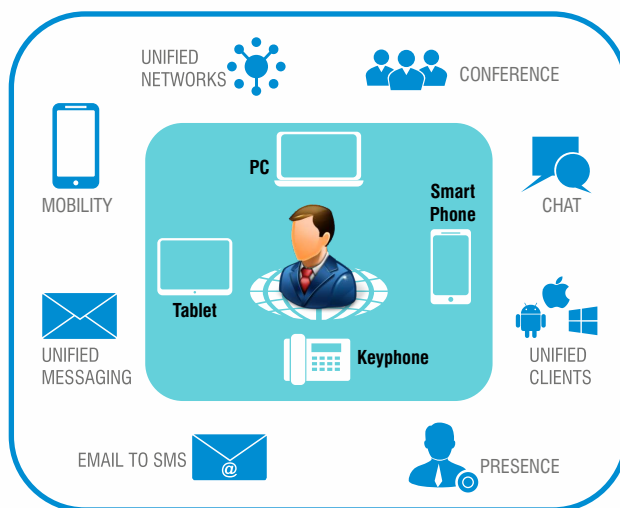 UNIFIED
NETWORKS
CONFERENCE
MOBILITY
PC
Smart
Phone
CHAT
Tablet
Keyphone
UNIFIED
MESSAGING
UNIFIED
CLIENTS
EMAIL TO SMS
@
PRESENCE